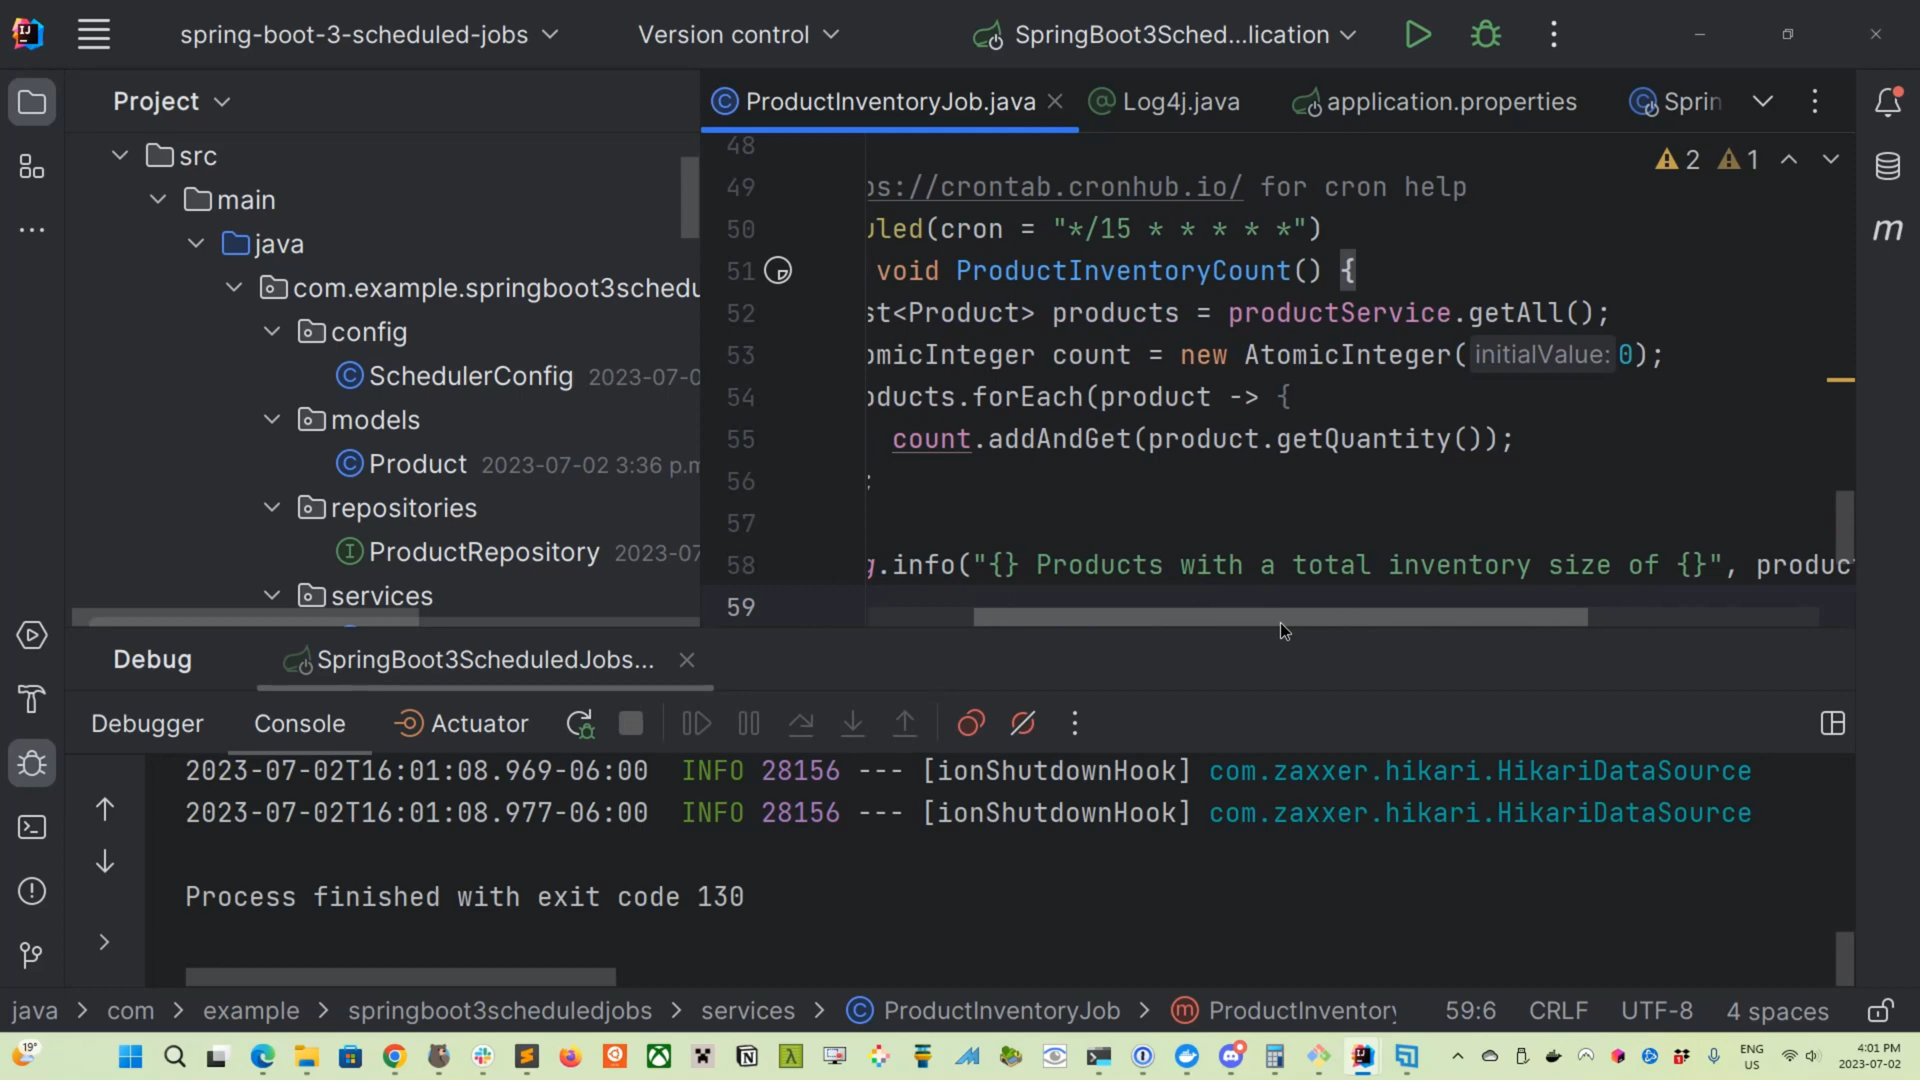 spring-boot-3-scheduled-jobs
Version control
SpringBoot3Sched...lication
Project
ProductInventoryJob.java
Log4j.java
application.properties
Sprin
src
main
java
com.example.springboot3schedu
config
SchedulerConfig 2023-07-0
models
Product 2023-07-02 3:36 p.m
repositories
ProductRepository 2023-07
services
2 1
48
49 ps://crontab.cronhub.io/ for cron help
50 uled(cron = "*/15 * * * * *")
51 void ProductInventoryCount() {
52 st<Product> products = productService.getAll();
53 omicInteger count = new AtomicInteger( initialValue: 0);
54 oducts.forEach(product -> {
55 count.addAndGet(product.getQuantity());
56 ;
57
58 g.info("{} Products with a total inventory size of {}", produc
59
Debug
SpringBoot3ScheduledJobs...
Debugger
Console
Actuator
2023-07-02T16:01:08.969-06:00 INFO 28156 --- [ionShutdownHook] com.zaxxer.hikari.HikariDataSource
2023-07-02T16:01:08.977-06:00 INFO 28156 --- [ionShutdownHook] com.zaxxer.hikari.HikariDataSource
Process finished with exit code 130
java > com > example > springboot3scheduledjobs > services > ProductInventoryJob > ProductInventory
59:6 CRLF UTF-8 4 spaces
19°
ENG
US
4:01 PM
2023-07-02